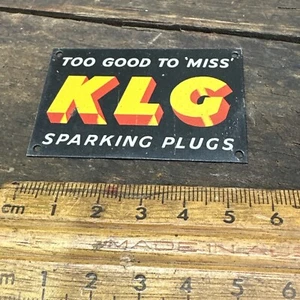 TOO GOOD TO 'MISS'
KLG
SPARKING PLUGS
cm 1 2 3 4 5 6
MADE IN
1 2 3 4 5 6